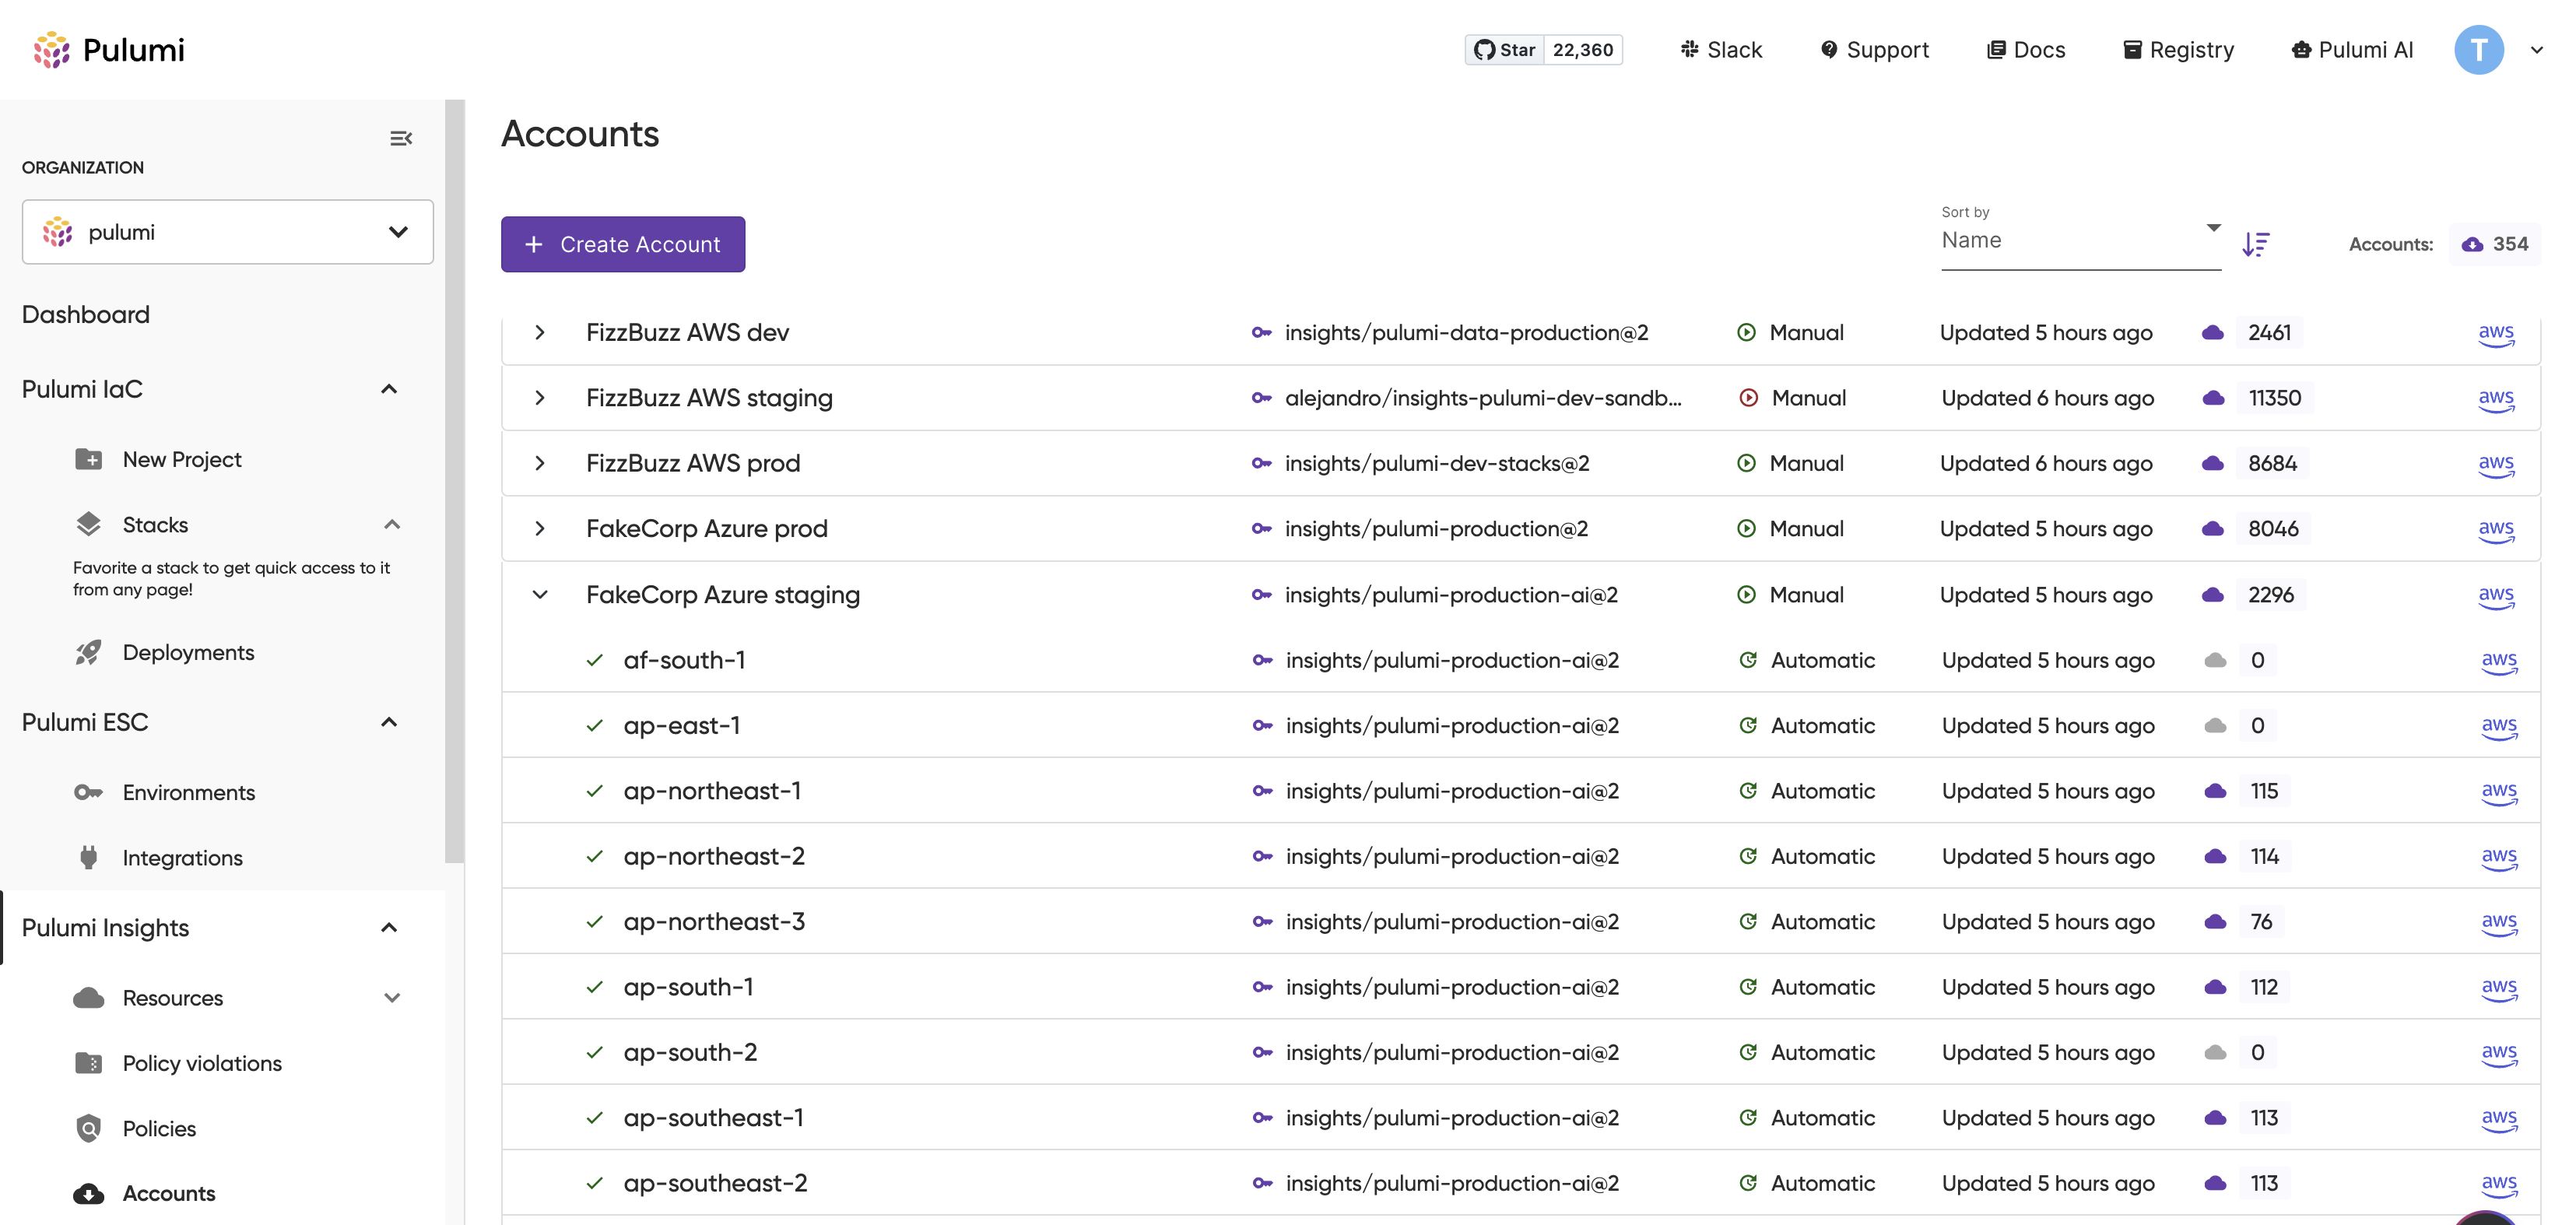 Pulumi
Star 22,360 Slack Support Docs Registry Pulumi AI T
ORGANIZATION
pulumi
Dashboard
Pulumi IaC
New Project
Stacks
Favorite a stack to get quick access to it
from any page!
Deployments
Pulumi ESC
Environments
Integrations
Pulumi Insights
Resources
Policy violations
Policies
Accounts
Accounts
+ Create Account
Sort by
Name
Accounts: 354
FizzBuzz AWS dev insights/pulumi-data-production@2 Manual Updated 5 hours ago 2461 aws
FizzBuzz AWS staging alejandro/insights-pulumi-dev-sandb... Manual Updated 6 hours ago 11350 aws
FizzBuzz AWS prod insights/pulumi-dev-stacks@2 Manual Updated 6 hours ago 8684 aws
FakeCorp Azure prod insights/pulumi-production@2 Manual Updated 5 hours ago 8046 aws
FakeCorp Azure staging insights/pulumi-production-ai@2 Manual Updated 5 hours ago 2296 aws
af-south-1 insights/pulumi-production-ai@2 Automatic Updated 5 hours ago 0 aws
ap-east-1 insights/pulumi-production-ai@2 Automatic Updated 5 hours ago 0 aws
ap-northeast-1 insights/pulumi-production-ai@2 Automatic Updated 5 hours ago 115 aws
ap-northeast-2 insights/pulumi-production-ai@2 Automatic Updated 5 hours ago 114 aws
ap-northeast-3 insights/pulumi-production-ai@2 Automatic Updated 5 hours ago 76 aws
ap-south-1 insights/pulumi-production-ai@2 Automatic Updated 5 hours ago 112 aws
ap-south-2 insights/pulumi-production-ai@2 Automatic Updated 5 hours ago 0 aws
ap-southeast-1 insights/pulumi-production-ai@2 Automatic Updated 5 hours ago 113 aws
ap-southeast-2 insights/pulumi-production-ai@2 Automatic Updated 5 hours ago 113 aws